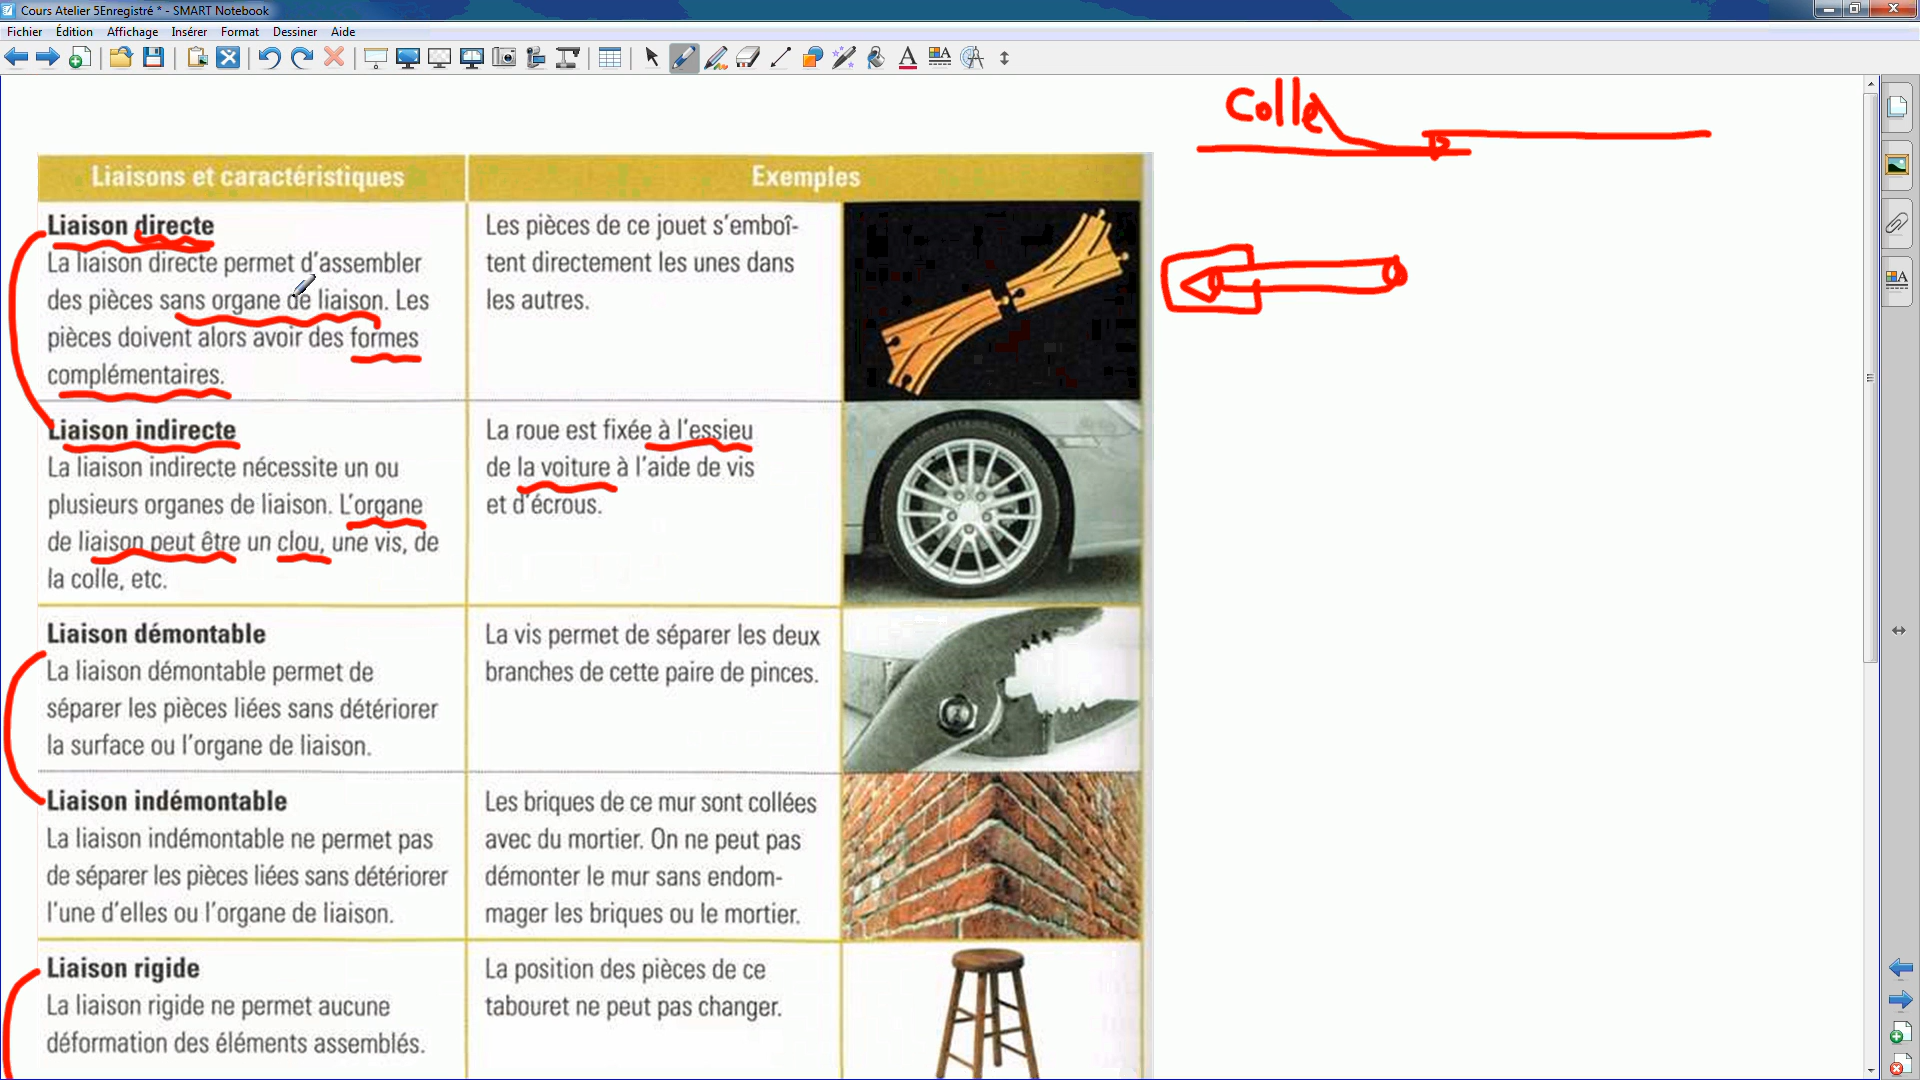 Cours Atelier 5Enregistré * - SMART Notebook
Fichier Édition Affichage Insérer Format Dessiner Aide
Colle
Liaisons et caractéristiques
Exemples
Liaison directe
La liaison directe permet d'assembler
des pièces sans organe de liaison. Les
pièces doivent alors avoir des formes
complémentaires.
Les pièces de ce jouet s'emboî-
tent directement les unes dans
les autres.
Liaison indirecte
La liaison indirecte nécessite un ou
plusieurs organes de liaison. L'organe
de liaison peut être un clou, une vis, de
la colle, etc.
La roue est fixée à l'essieu
de la voiture à l'aide de vis
et d'écrous.
Liaison démontable
La liaison démontable permet de
séparer les pièces liées sans détériorer
la surface ou l'organe de liaison.
La vis permet de séparer les deux
branches de cette paire de pinces.
Liaison indémontable
La liaison indémontable ne permet pas
de séparer les pièces liées sans détériorer
l'une d'elles ou l'organe de liaison.
Les briques de ce mur sont collées
avec du mortier. On ne peut pas
démonter le mur sans endom-
mager les briques ou le mortier.
Liaison rigide
La liaison rigide ne permet aucune
déformation des éléments assemblés.
La position des pièces de ce
tabouret ne peut pas changer.